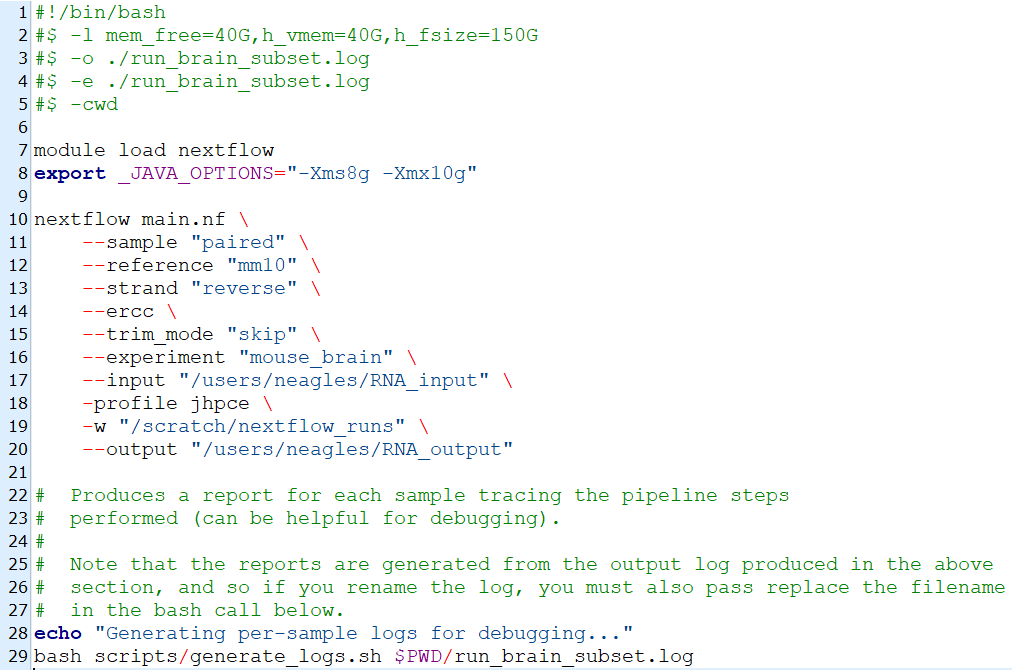 1 #!/bin/bash
2 #$ -l mem_free=40G,h_vmem=40G,h_fsize=150G
3 #$ -o ./run_brain_subset.log
4 #$ -e ./run_brain_subset.log
5 #$ -cwd
6
7 module load nextflow
8 export _JAVA_OPTIONS="-Xms8g -Xmx10g"
9
10 nextflow main.nf \
11     --sample "paired" \
12     --reference "mm10" \
13     --strand "reverse" \
14     --ercc \
15     --trim_mode "skip" \
16     --experiment "mouse_brain" \
17     --input "/users/neagles/RNA_input" \
18     -profile jhpce \
19     -w "/scratch/nextflow_runs" \
20     --output "/users/neagles/RNA_output"
21
22 #  Produces a report for each sample tracing the pipeline steps
23 #  performed (can be helpful for debugging).
24 #
25 #  Note that the reports are generated from the output log produced in the above
26 #  section, and so if you rename the log, you must also pass replace the filename
27 #  in the bash call below.
28 echo "Generating per-sample logs for debugging..."
29 bash scripts/generate_logs.sh $PWD/run_brain_subset.log